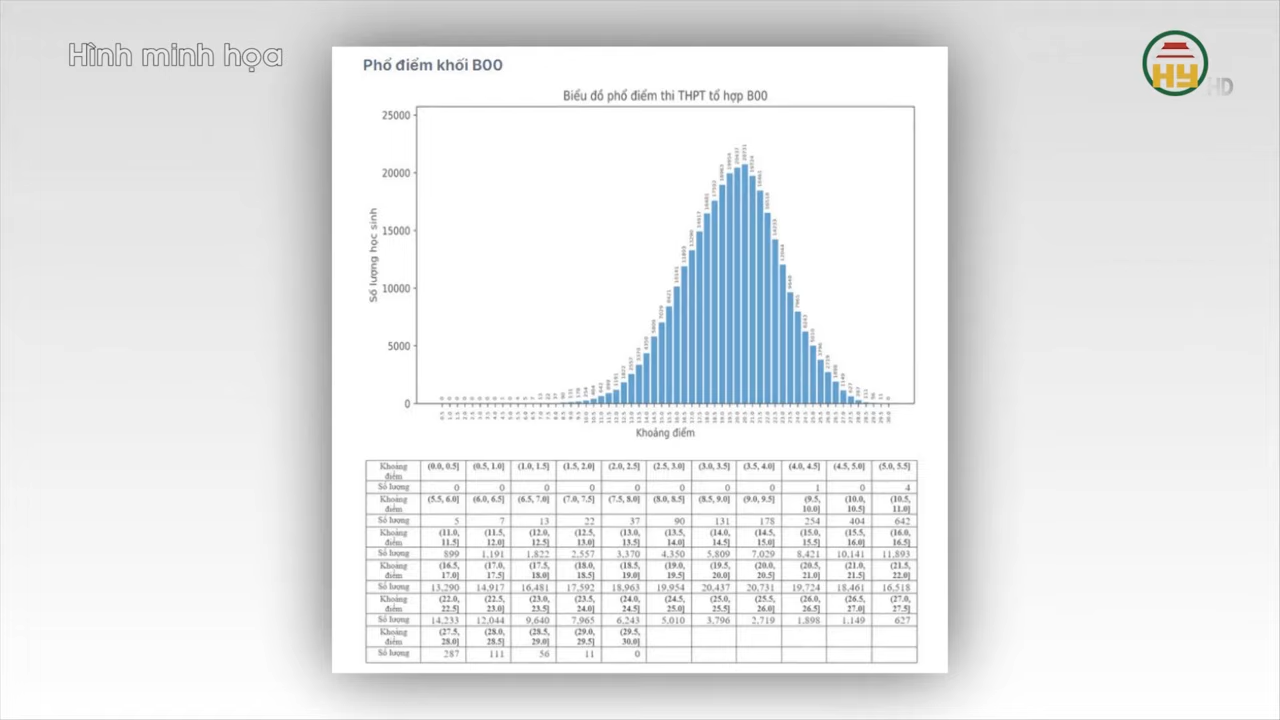 Hình minh họa
HY HD
Phổ điểm khối B00
Biểu đồ phổ điểm thi THPT tổ hợp B00
25000
20000
15000
10000
5000
0
Số lượng học sinh
Khoảng điểm
Khoảng điểm (0.0, 0.5] (0.5, 1.0] (1.0, 1.5] (1.5, 2.0] (2.0, 2.5] (2.5, 3.0] (3.0, 3.5] (3.5, 4.0] (4.0, 4.5] (4.5, 5.0] (5.0, 5.5]
Số lượng 0 0 0 0 0 0 0 0 1 0 4
Khoảng điểm (5.5, 6.0] (6.0, 6.5] (6.5, 7.0] (7.0, 7.5] (7.5, 8.0] (8.0, 8.5] (8.5, 9.0] (9.0, 9.5] (9.5, 10.0] (10.0, 10.5] (10.5, 11.0]
Số lượng 5 7 13 22 37 90 131 178 254 404 642
Khoảng điểm (11.0, 11.5] (11.5, 12.0] (12.0, 12.5] (12.5, 13.0] (13.0, 13.5] (13.5, 14.0] (14.0, 14.5] (14.5, 15.0] (15.0, 15.5] (15.5, 16.0] (16.0, 16.5]
Số lượng 899 1,191 1,822 2,557 3,370 4,350 5,809 7,029 8,421 10,141 11,893
Khoảng điểm (16.5, 17.0] (17.0, 17.5] (17.5, 18.0] (18.0, 18.5] (18.5, 19.0] (19.0, 19.5] (19.5, 20.0] (20.0, 20.5] (20.5, 21.0] (21.0, 21.5] (21.5, 22.0]
Số lượng 13,290 14,917 16,481 17,592 18,963 19,954 20,437 20,731 19,724 18,461 16,518
Khoảng điểm (22.0, 22.5] (22.5, 23.0] (23.0, 23.5] (23.5, 24.0] (24.0, 24.5] (24.5, 25.0] (25.0, 25.5] (25.5, 26.0] (26.0, 26.5] (26.5, 27.0] (27.0, 27.5]
Số lượng 14,233 12,044 9,640 7,965 6,243 5,010 3,796 2,719 1,898 1,149 627
Khoảng điểm (27.5, 28.0] (28.0, 28.5] (28.5, 29.0] (29.0, 29.5] (29.5, 30.0]
Số lượng 287 111 56 11 0